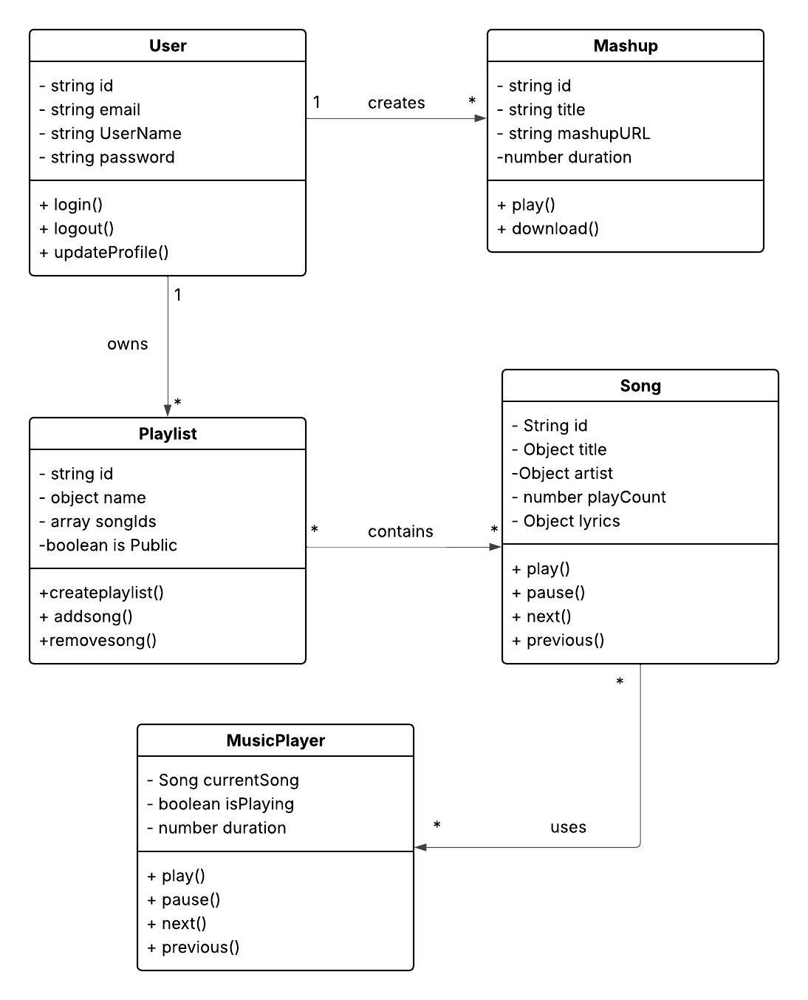 User
- string id
- string email
- string UserName
- string password
+ login()
+ logout()
+ updateProfile()
1
creates
*
Mashup
- string id
- string title
- string mashupURL
-number duration
+ play()
+ download()
1
owns
*
Playlist
- string id
- object name
- array songIds
-boolean is Public
+createplaylist()
+ addsong()
+removesong()
*
contains
*
Song
- String id
- Object title
-Object artist
- number playCount
- Object lyrics
+ play()
+ pause()
+ next()
+ previous()
*
uses
*
MusicPlayer
- Song currentSong
- boolean isPlaying
- number duration
+ play()
+ pause()
+ next()
+ previous()